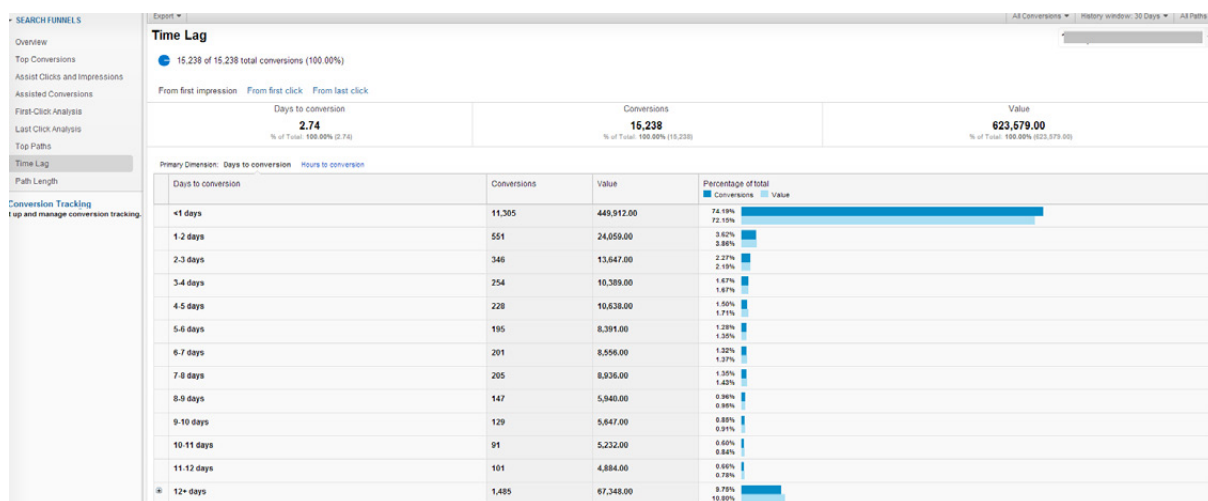 SEARCH FUNNELS
Overview
Top Conversions
Assist Clicks and Impressions
Assisted Conversions
First-Click Analysis
Last Click Analysis
Top Paths
Time Lag
Path Length
Conversion Tracking
t up and manage conversion tracking.
Export
All Conversions History window: 30 Days All Paths
Time Lag
15,238 of 15,238 total conversions (100.00%)
From first impression From first click From last click
Days to conversion Conversions Value
2.74 15,238 623,579.00
% of Total: 100.00% (2.74) % of Total: 100.00% (15,238) % of Total: 100.00% (623,579.00)
Primary Dimension: Days to conversion Hours to conversion
Days to conversion Conversions Value Percentage of total
Conversions Value
<1 days 11,305 449,912.00 74.19%
72.15%
1-2 days 551 24,059.00 3.62%
3.86%
2-3 days 346 13,647.00 2.27%
2.19%
3-4 days 254 10,389.00 1.67%
1.67%
4-5 days 228 10,638.00 1.50%
1.71%
5-6 days 195 8,391.00 1.28%
1.35%
6-7 days 201 8,556.00 1.32%
1.37%
7-8 days 205 8,936.00 1.35%
1.43%
8-9 days 147 5,940.00 0.96%
0.95%
9-10 days 129 5,647.00 0.85%
0.91%
10-11 days 91 5,232.00 0.60%
0.84%
11-12 days 101 4,884.00 0.66%
0.78%
12+ days 1,485 67,348.00 9.75%
10.80%